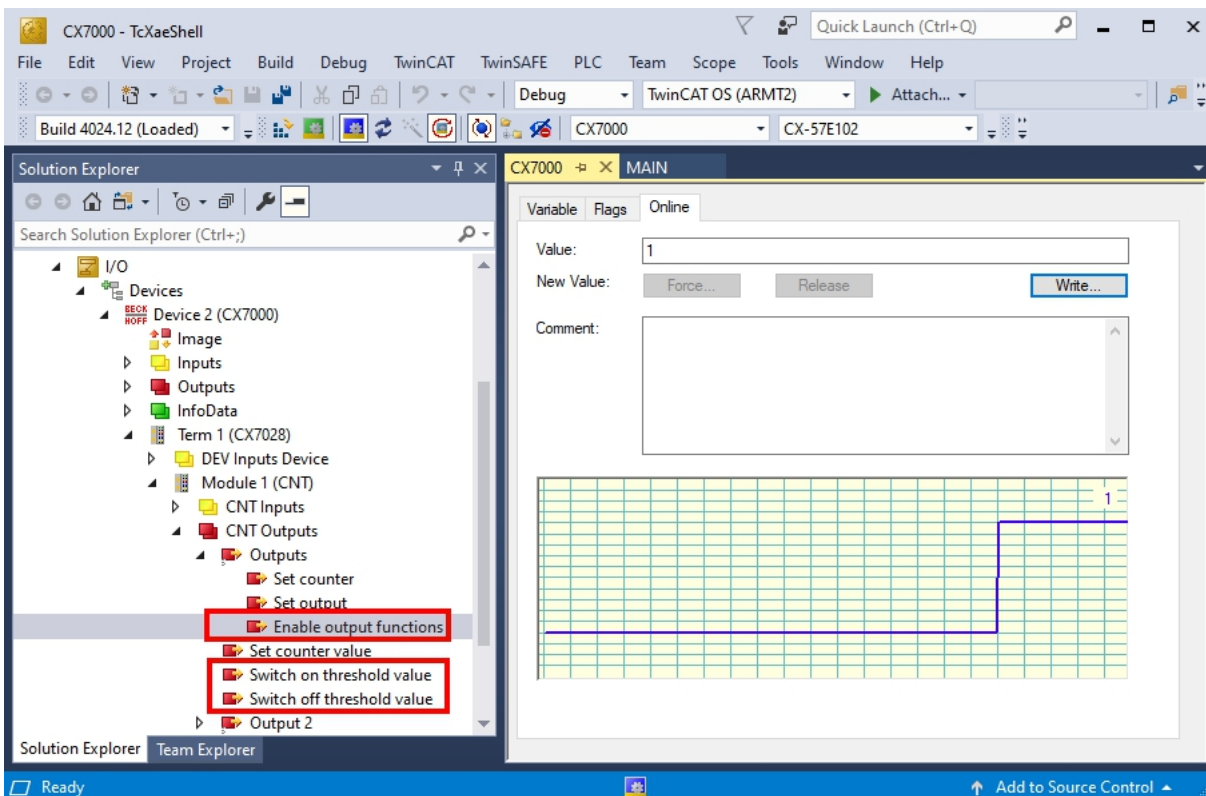 CX7000 - TcXaeShell
Quick Launch (Ctrl+Q)
File Edit View Project Build Debug TwinCAT TwinSAFE PLC Team Scope Tools Window Help
Debug TwinCAT OS (ARMT2) Attach...
Build 4024.12 (Loaded) CX7000 CX-57E102
Solution Explorer
Search Solution Explorer (Ctrl+;)
I/O
Devices
BECK
HOFF
Device 2 (CX7000)
Image
Inputs
Outputs
InfoData
Term 1 (CX7028)
DEV Inputs Device
Module 1 (CNT)
CNT Inputs
CNT Outputs
Outputs
Set counter
Set output
Enable output functions
Set counter value
Switch on threshold value
Switch off threshold value
Output 2
Solution Explorer Team Explorer
CX7000 MAIN
Variable Flags Online
Value: 1
New Value: Force... Release Write...
Comment:
1
Ready Add to Source Control